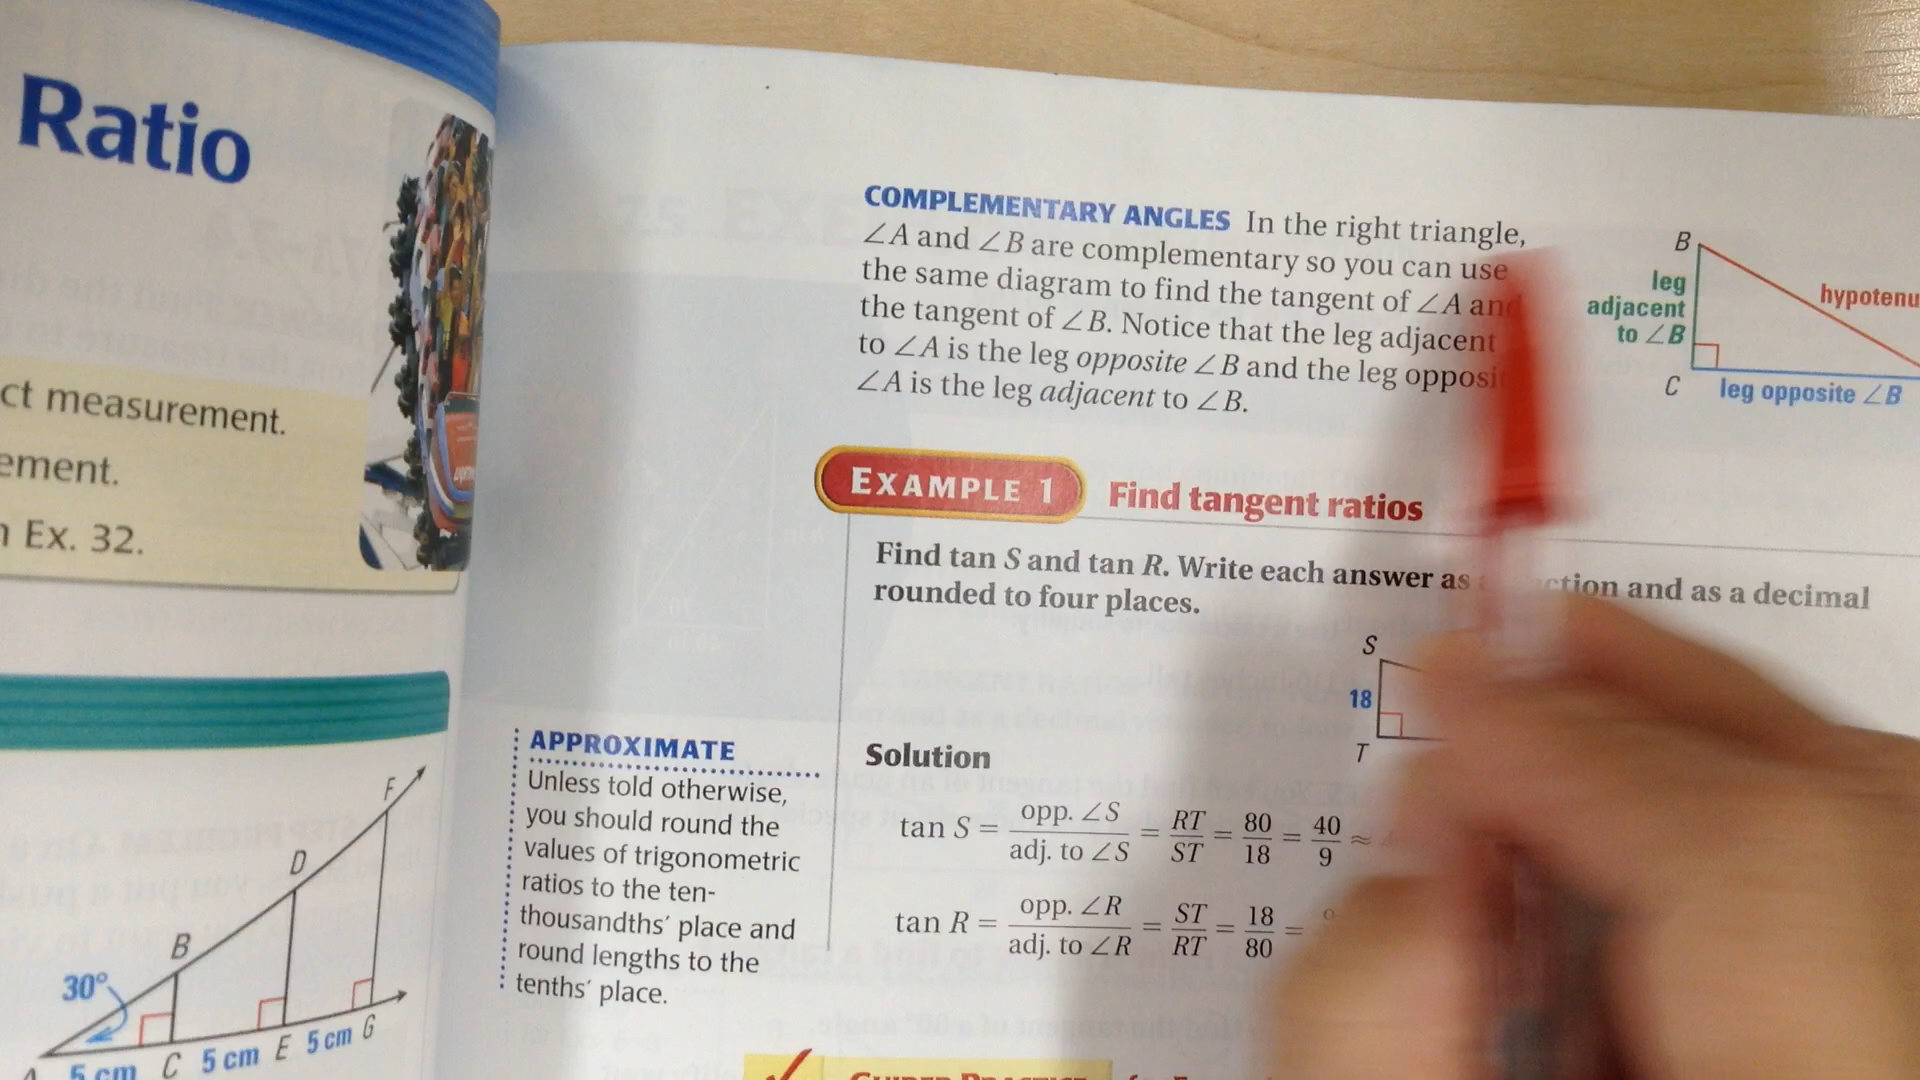 Ratio
ct measurement.
ement.
Ex. 32.
30°
A
B
C
D
E
F
G
5 cm
5 cm
5 cm
COMPLEMENTARY ANGLES In the right triangle,
∠A and ∠B are complementary so you can use
the same diagram to find the tangent of ∠A and
the tangent of ∠B. Notice that the leg adjacent
to ∠A is the leg opposite ∠B and the leg opposi
∠A is the leg adjacent to ∠B.
B
leg
adjacent
to ∠B
hypotenu
C
leg opposite ∠B
EXAMPLE 1 Find tangent ratios
Find tan S and tan R. Write each answer as ction and as a decimal
rounded to four places.
S
18
T
APPROXIMATE
Unless told otherwise,
you should round the
values of trigonometric
ratios to the ten-
thousandths' place and
round lengths to the
tenths' place.
Solution
tan S = opp. ∠S / adj. to ∠S = RT / ST = 80 / 18 = 40 / 9 ≈
tan R = opp. ∠R / adj. to ∠R = ST / RT = 18 / 80 =